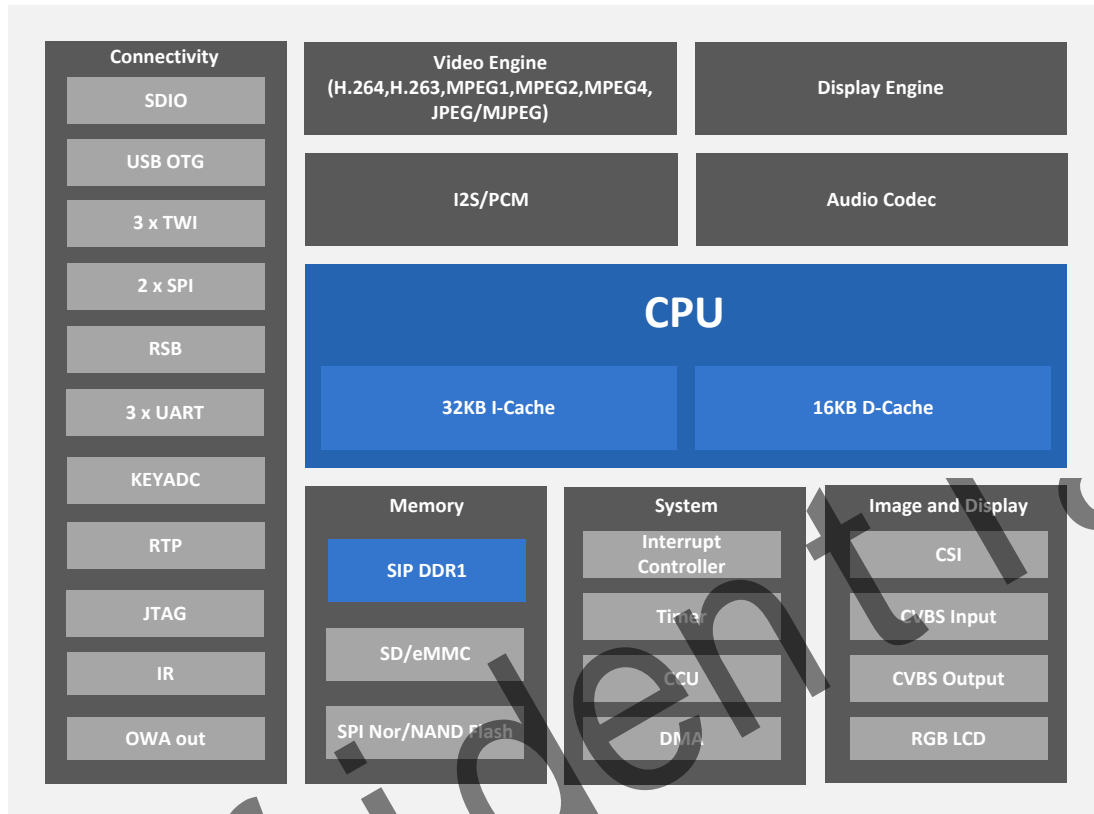 Connectivity
SDIO
USB OTG
3 x TWI
2 x SPI
RSB
3 x UART
KEYADC
RTP
JTAG
IR
OWA out
Video Engine
(H.264,H.263,MPEG1,MPEG2,MPEG4,
JPEG/MJPEG)
Display Engine
I2S/PCM
Audio Codec
CPU
32KB I-Cache
16KB D-Cache
Memory
SIP DDR1
SD/eMMC
SPI Nor/NAND Flash
System
Interrupt
Controller
Timer
CCU
DMA
Image and Display
CSI
CVBS Input
CVBS Output
RGB LCD